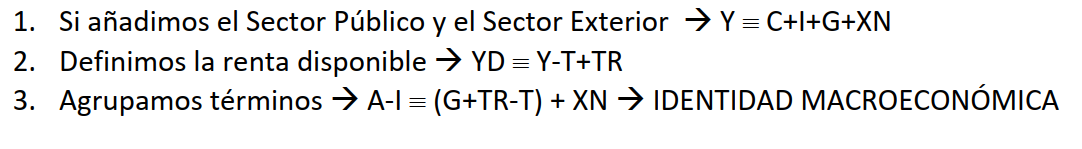 1. Si añadimos el Sector Público y el Sector Exterior → Y ≡ C+I+G+XN
2. Definimos la renta disponible → YD ≡ Y-T+TR
3. Agrupamos términos → A-I ≡ (G+TR-T) + XN → IDENTIDAD MACROECONÓMICA